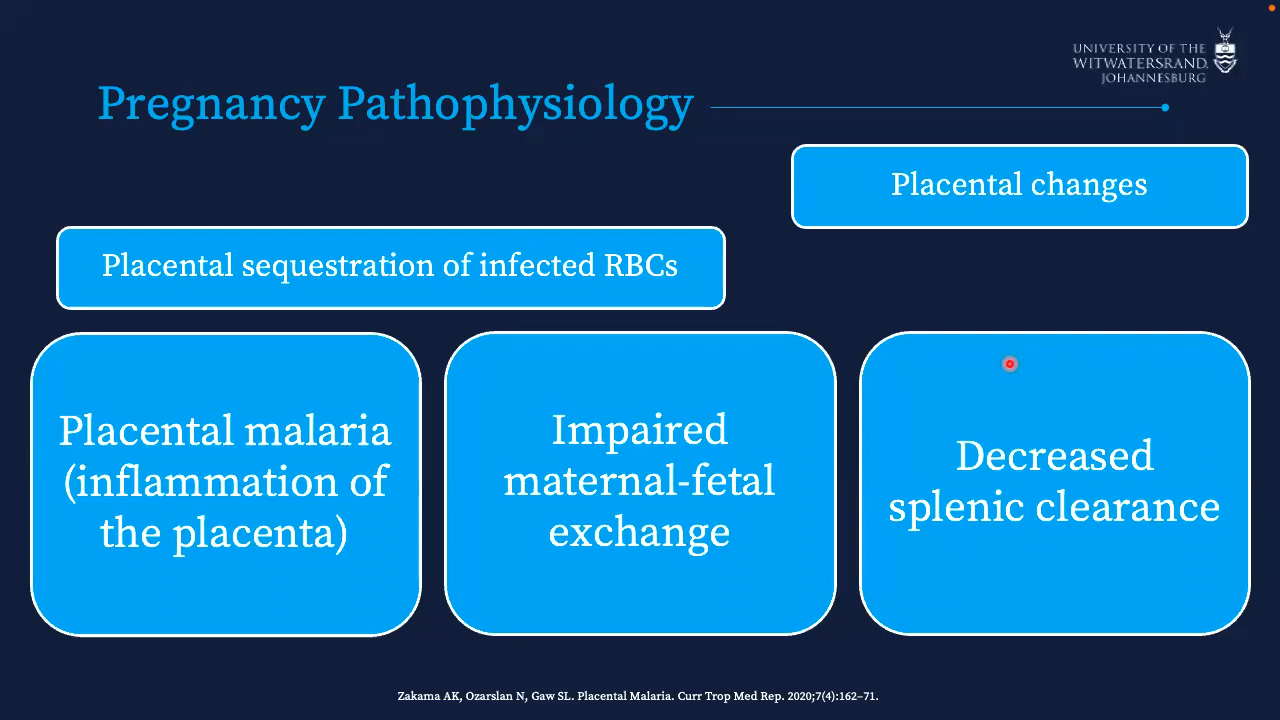 UNIVERSITY OF THE
WITWATERSRAND,
JOHANNESBURG
Pregnancy Pathophysiology
Placental changes
Placental sequestration of infected RBCs
Placental malaria
(inflammation of
the placenta)
Impaired
maternal-fetal
exchange
Decreased
splenic clearance
Zakama AK, Ozarslan N, Gaw SL. Placental Malaria. Curr Trop Med Rep. 2020;7(4):162–71.